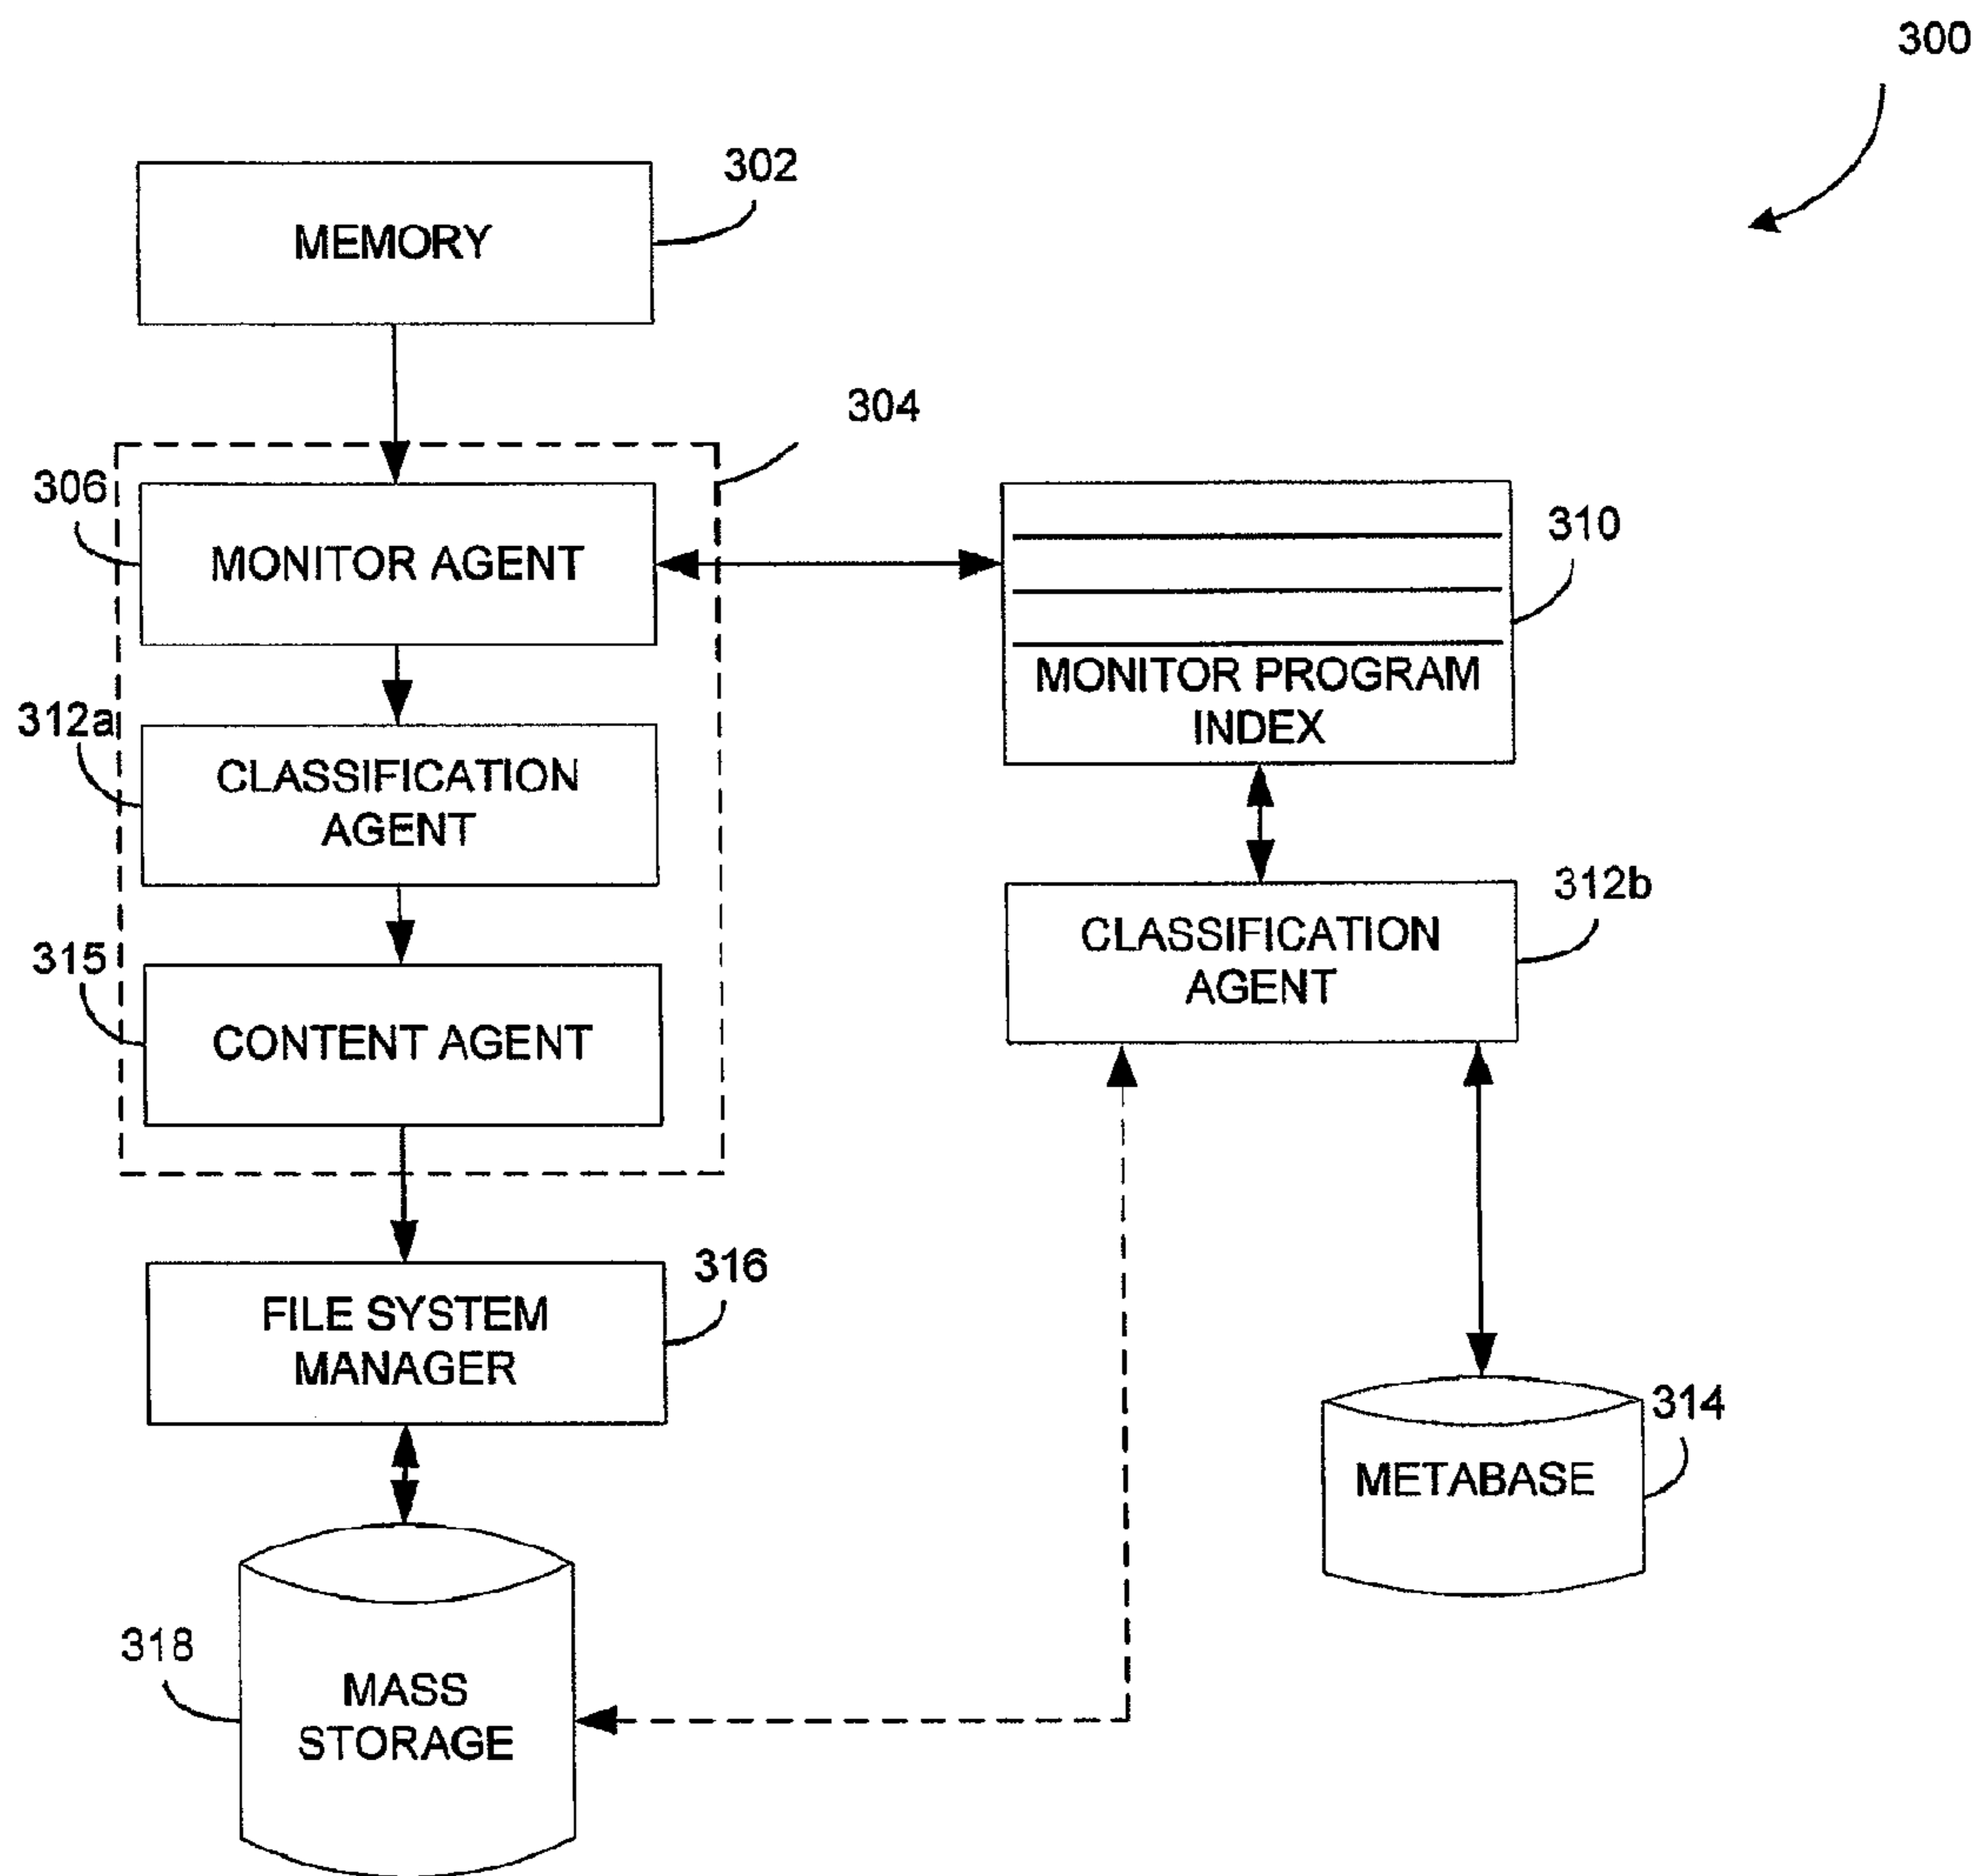 300
302
MEMORY
304
306
MONITOR AGENT
310
MONITOR PROGRAM
INDEX
312a
CLASSIFICATION
AGENT
312b
CLASSIFICATION
AGENT
315
CONTENT AGENT
316
FILE SYSTEM
MANAGER
314
METABASE
318
MASS
STORAGE